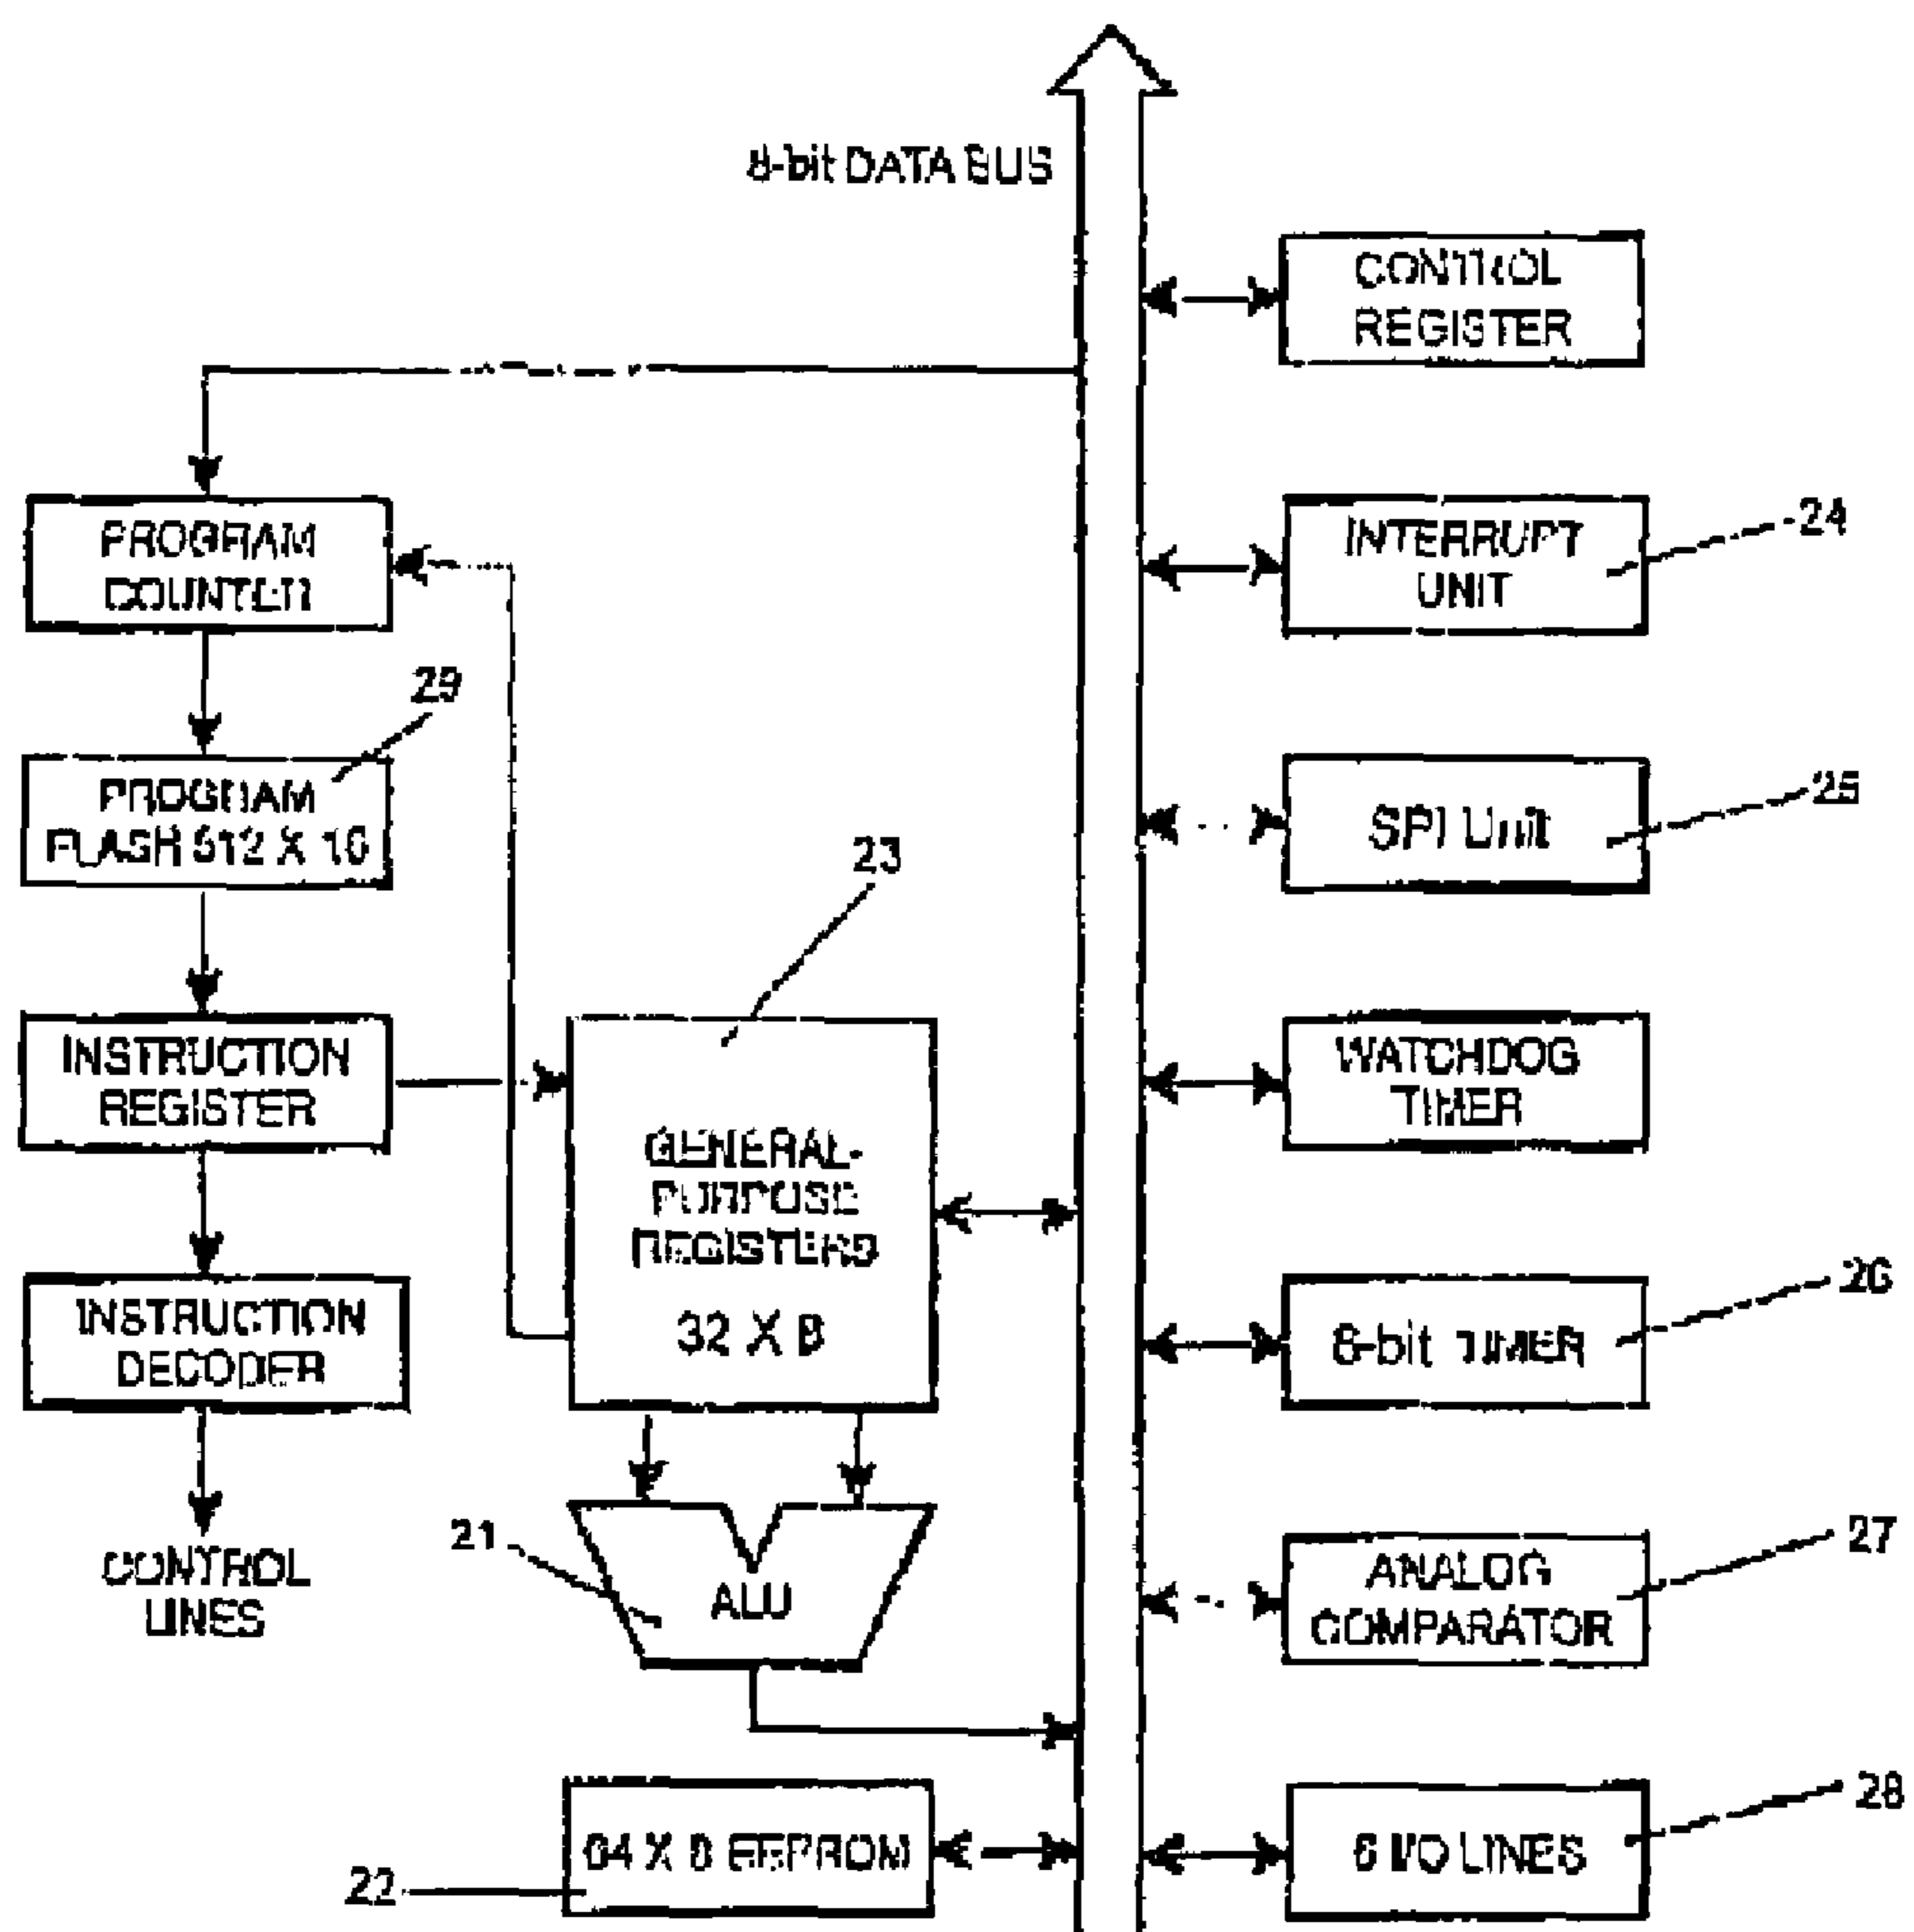 8-bit DATA BUS
CONTROL
REGISTER
PROGRAM
COUNTER
INTERRUPT
UNIT
24
29
PROGRAM
FLASH 512 X 16
SPI Unit
25
23
INSTRUCTION
REGISTER
WATCHDOG
TIMER
GENERAL-
PURPOSE
REGISTERS
32 X 8
INSTRUCTION
DECODER
8-bit TIMER
26
CONTROL
LINES
21
ALU
ANALOG
COMPARATOR
27
64 X 8 EEPROM
22
6 I/O LINES
28